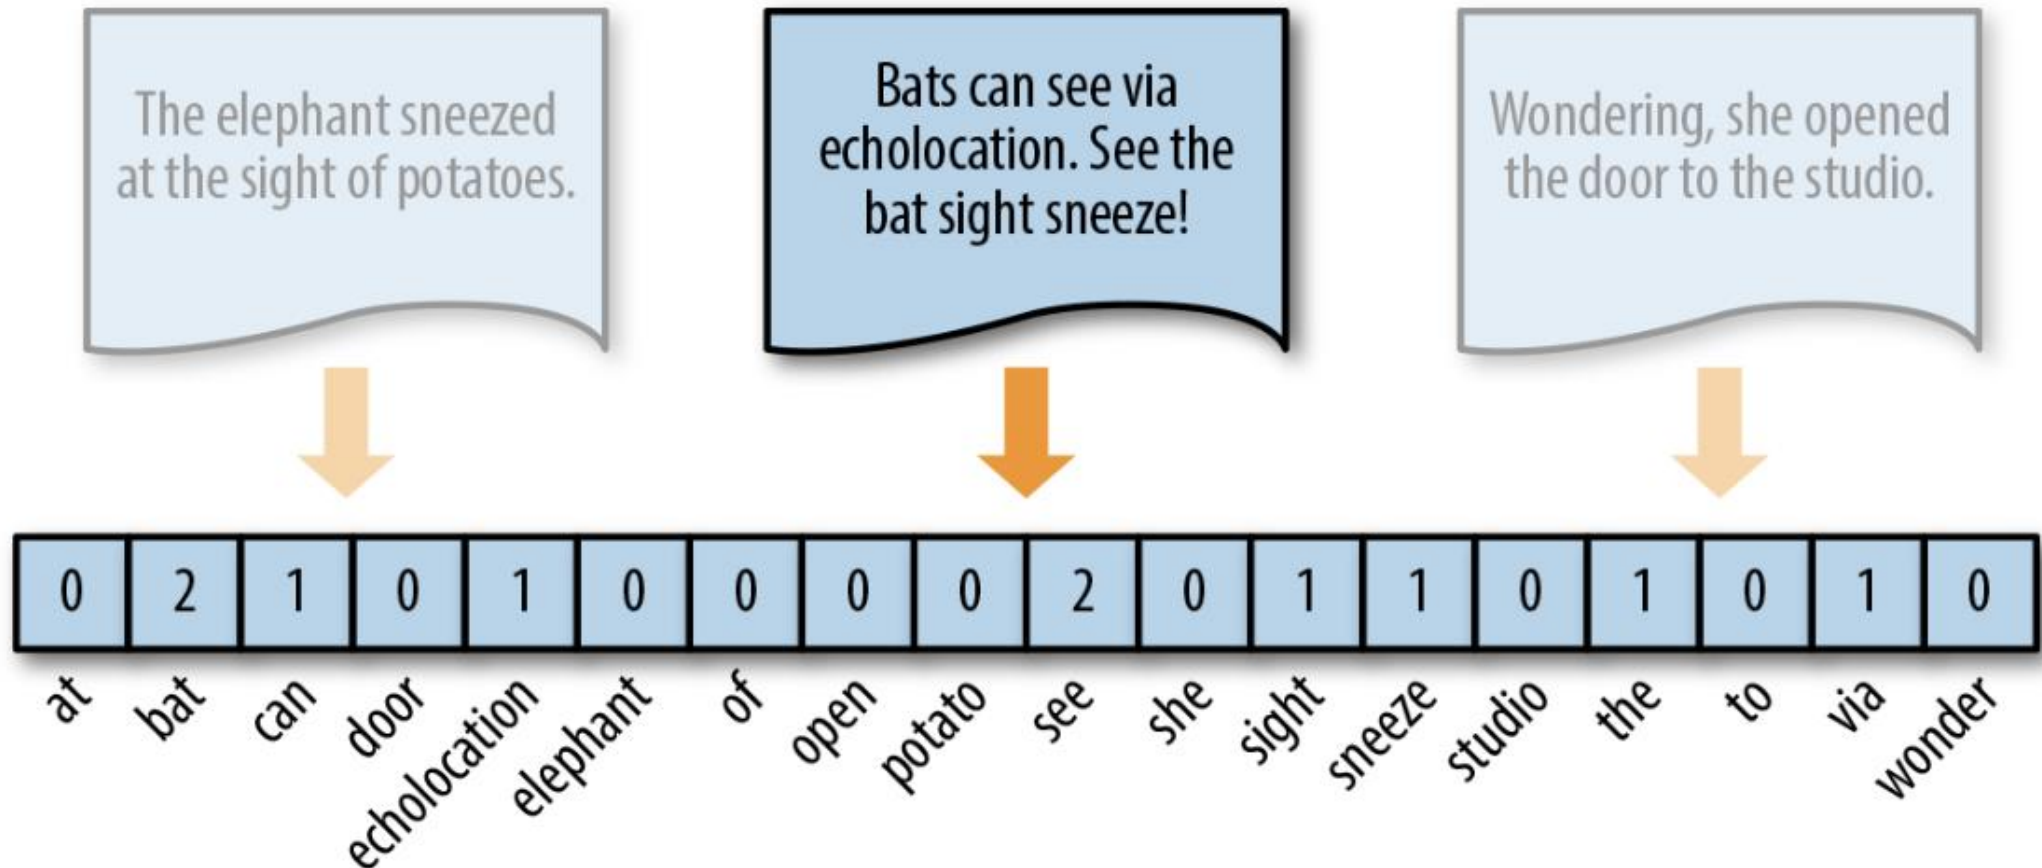 The elephant sneezed
at the sight of potatoes.
Bats can see via
echolocation. See the
bat sight sneeze!
Wondering, she opened
the door to the studio.
0 2 1 0 1 0 0 0 0 2 0 1 1 0 1 0 1 0
at bat can door echolocation elephant of open potato see she sight sneeze studio the to via wonder